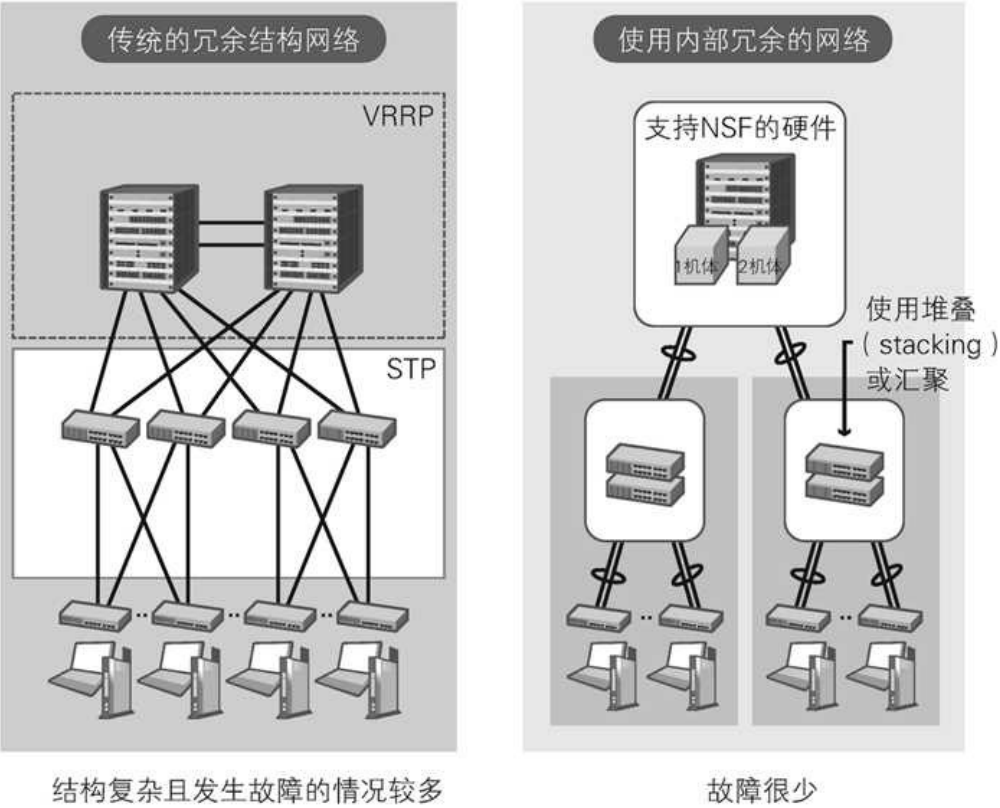 传统的冗余结构网络
VRRP
STP
结构复杂且发生故障的情况较多
使用内部冗余的网络
支持NSF的硬件
1机体
2机体
使用堆叠
（stacking）
或汇聚
故障很少